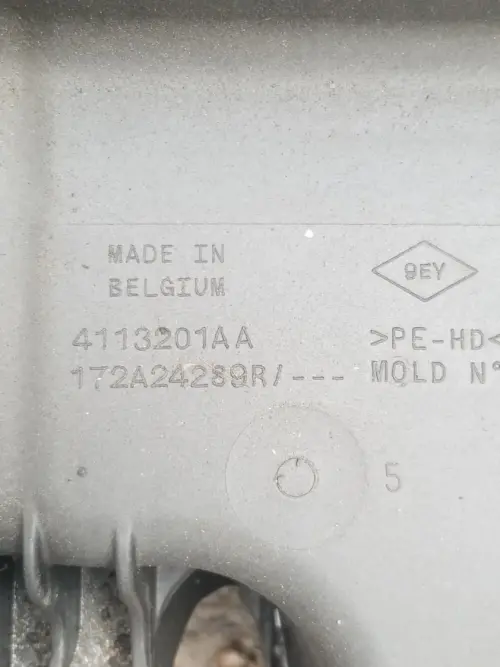 MADE IN
BELGIUM
9EY
4113201AA
>PE-HD<
172A24289R/---
MOLD N°
5